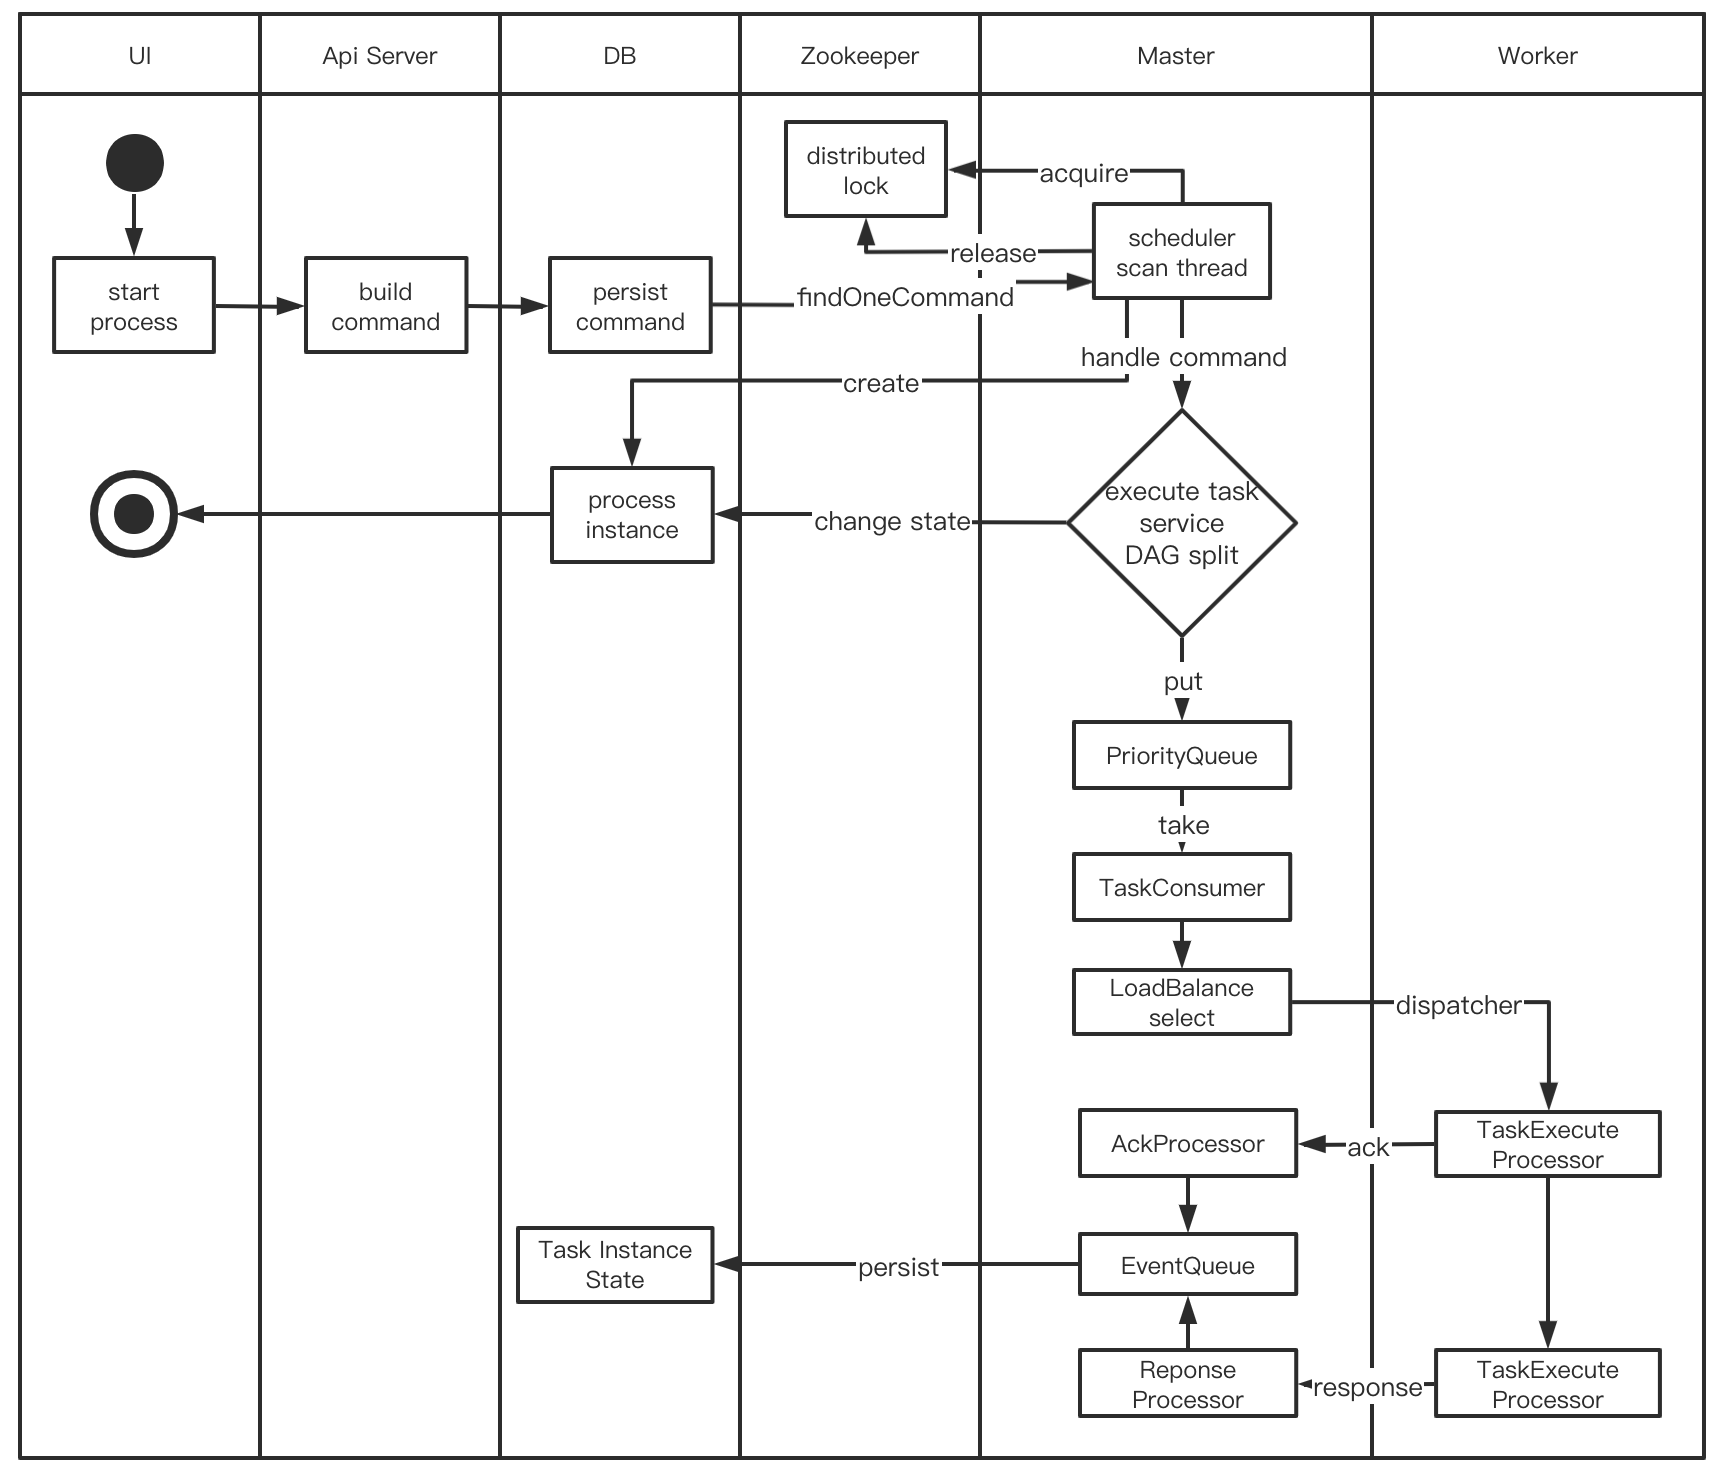 UI
Api Server
DB
Zookeeper
Master
Worker
distributed
lock
acquire
scheduler
scan thread
release
start
process
build
command
persist
command
findOneCommand
handle command
create
process
instance
change state
execute task
service
DAG split
put
PriorityQueue
take
TaskConsumer
LoadBalance
select
dispatcher
AckProcessor
ack
TaskExecute
Processor
Task Instance
State
persist
EventQueue
Reponse
Processor
response
TaskExecute
Processor